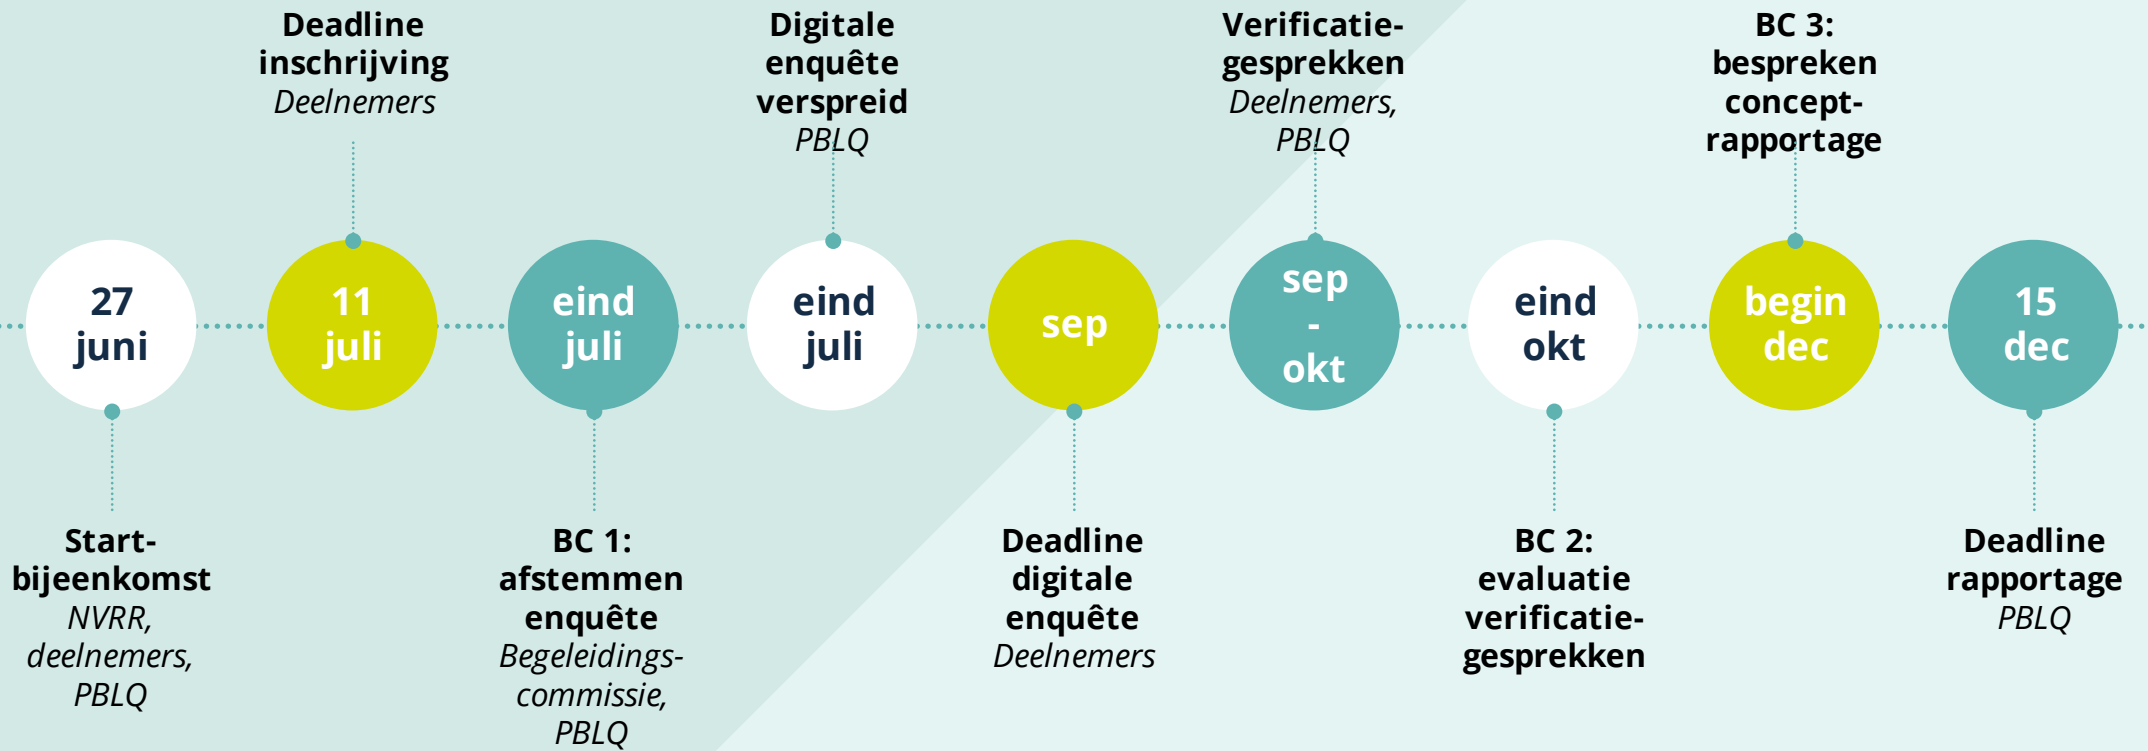 Deadline
inschrijving
Deelnemers
Digitale
enquête
verspreid
PBLQ
Verificatie-
gesprekken
Deelnemers,
PBLQ
BC 3:
bespreken
concept-
rapportage
27
juni
11
juli
eind
juli
eind
juli
sep
sep
-
okt
eind
okt
begin
dec
15
dec
Start-
bijeenkomst
NVRR,
deelnemers,
PBLQ
BC 1:
afstemmen
enquête
Begeleidings-
commissie,
PBLQ
Deadline
digitale
enquête
Deelnemers
BC 2:
evaluatie
verificatie-
gesprekken
Deadline
rapportage
PBLQ